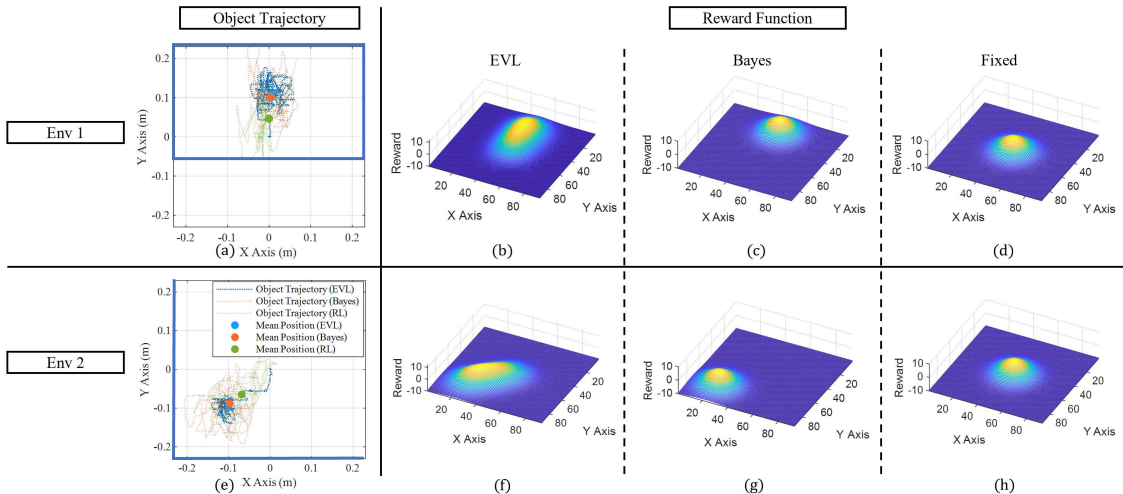 Object Trajectory
Reward Function
EVL
Bayes
Fixed
Env 1
Y Axis (m)
0.2
0.1
0
-0.1
-0.2
-0.2
-0.1
0
0.1
0.2
X Axis (m)
(a)
Reward
10
0
-10
20
40
60
80
X Axis
80
60
40
20
Y Axis
(b)
Reward
10
0
-10
20
40
60
80
X Axis
80
60
40
20
Y Axis
(c)
Reward
10
0
-10
20
40
60
80
X Axis
80
60
40
20
Y Axis
(d)
Env 2
Y Axis (m)
0.2
0.1
0
-0.1
-0.2
Object Trajectory (EVL)
Object Trajectory (Bayes)
Object Trajectory (RL)
Mean Position (EVL)
Mean Position (Bayes)
Mean Position (RL)
-0.2
-0.1
0
0.1
0.2
X Axis (m)
(e)
Reward
10
0
-10
20
40
60
80
X Axis
80
60
40
20
Y Axis
(f)
Reward
10
0
-10
20
40
60
80
X Axis
80
60
40
20
Y Axis
(g)
Reward
10
0
-10
20
40
60
80
X Axis
80
60
40
20
Y Axis
(h)